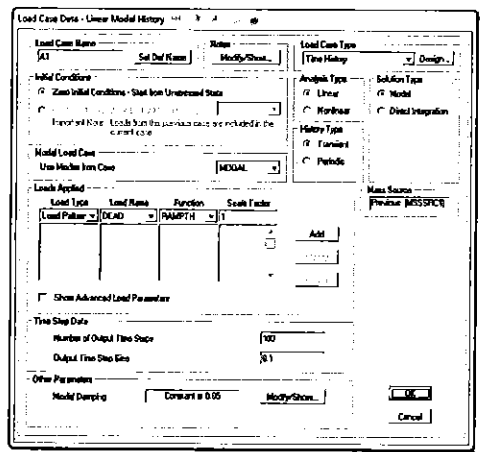 Load Case Data - Linear Modal History
Load Case Name
A1
Set Def Name
Notes
Modify/Show...
Load Case Type
Time History
Design...
Initial Conditions
Zero Initial Conditions - Start from Unstressed State
Important Note: Loads from this previous case are included in the
current case
Analysis Type
Linear
Nonlinear
Solution Type
Modal
Direct Integration
History Type
Transient
Periodic
Modal Load Case
Use Modes from Case
MODAL
Mass Source
Previous (MSSSRC1)
Loads Applied
Load Type Load Name Function Scale Factor
Load Patter DEAD RAMPTH 1
Add
Show Advanced Load Parameters
Time Step Data
Number of Output Time Steps
100
Output Time Step Size
0.1
Other Parameters
Modal Damping
Constant at 0.05
Modify/Show...
OK
Cancel